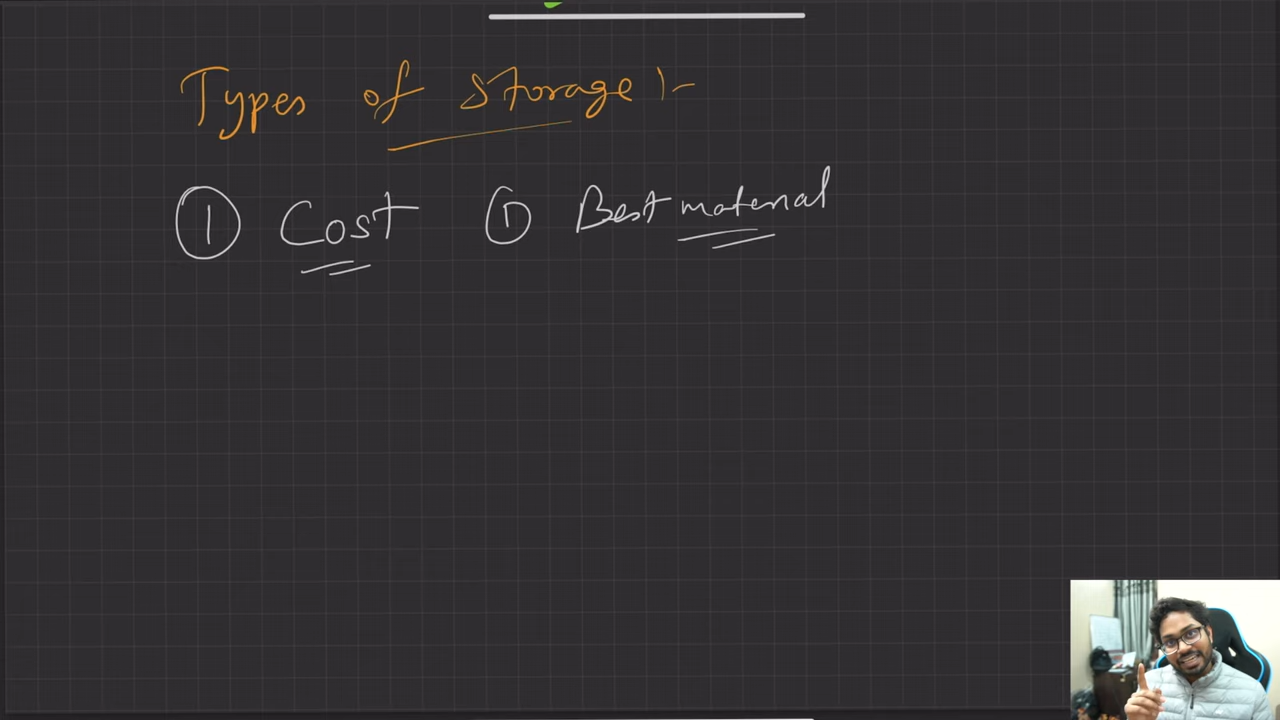 Types of storage :-
① Cost ① Best material